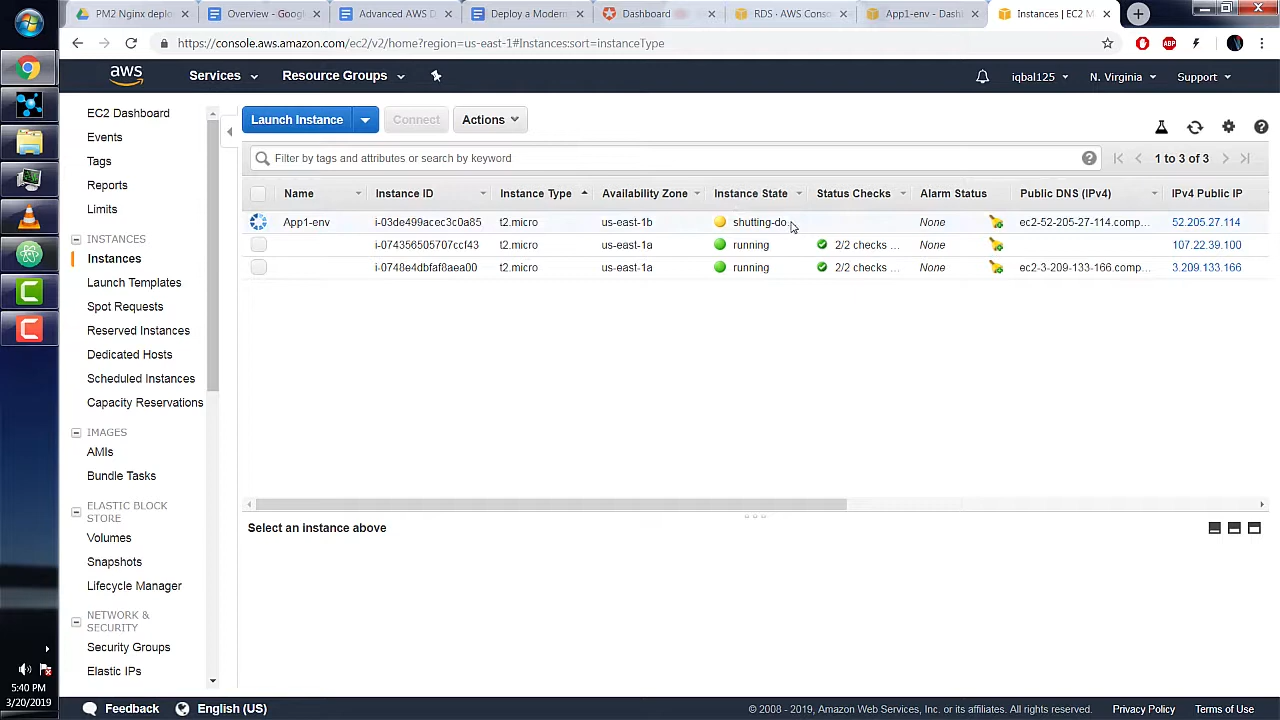 PM2 Nginx deplo
Overview - Googl
Advanced AWS D
Deploy a Monst
Dashboard
RDS · AWS Conso
App1-env - Dash
Instances | EC2 M
https://console.aws.amazon.com/ec2/v2/home?region=us-east-1#Instances:sort=instanceType
ABP
aws
Services
Resource Groups
iqbal125
N. Virginia
Support
EC2 Dashboard
Events
Tags
Reports
Limits
INSTANCES
Instances
Launch Templates
Spot Requests
Reserved Instances
Dedicated Hosts
Scheduled Instances
Capacity Reservations
IMAGES
AMIs
Bundle Tasks
ELASTIC BLOCK
STORE
Volumes
Snapshots
Lifecycle Manager
NETWORK &
SECURITY
Security Groups
Elastic IPs
Launch Instance
Connect
Actions
Filter by tags and attributes or search by keyword
1 to 3 of 3
Name Instance ID Instance Type Availability Zone Instance State Status Checks Alarm Status Public DNS (IPv4) IPv4 Public IP
App1-env i-03de499acec3c0a85 t2.micro us-east-1b shutting-do... None ec2-52-205-27-114.comp... 52.205.27.114
i-074356505707ccf43 t2.micro us-east-1a running 2/2 checks ... None 107.22.39.100
i-0748e4dbfaf8aea00 t2.micro us-east-1a running 2/2 checks ... None ec2-3-209-133-166.comp... 3.209.133.166
Select an instance above
5:40 PM
3/20/2019
Feedback
English (US)
© 2008 - 2019, Amazon Web Services, Inc. or its affiliates. All rights reserved.
Privacy Policy
Terms of Use